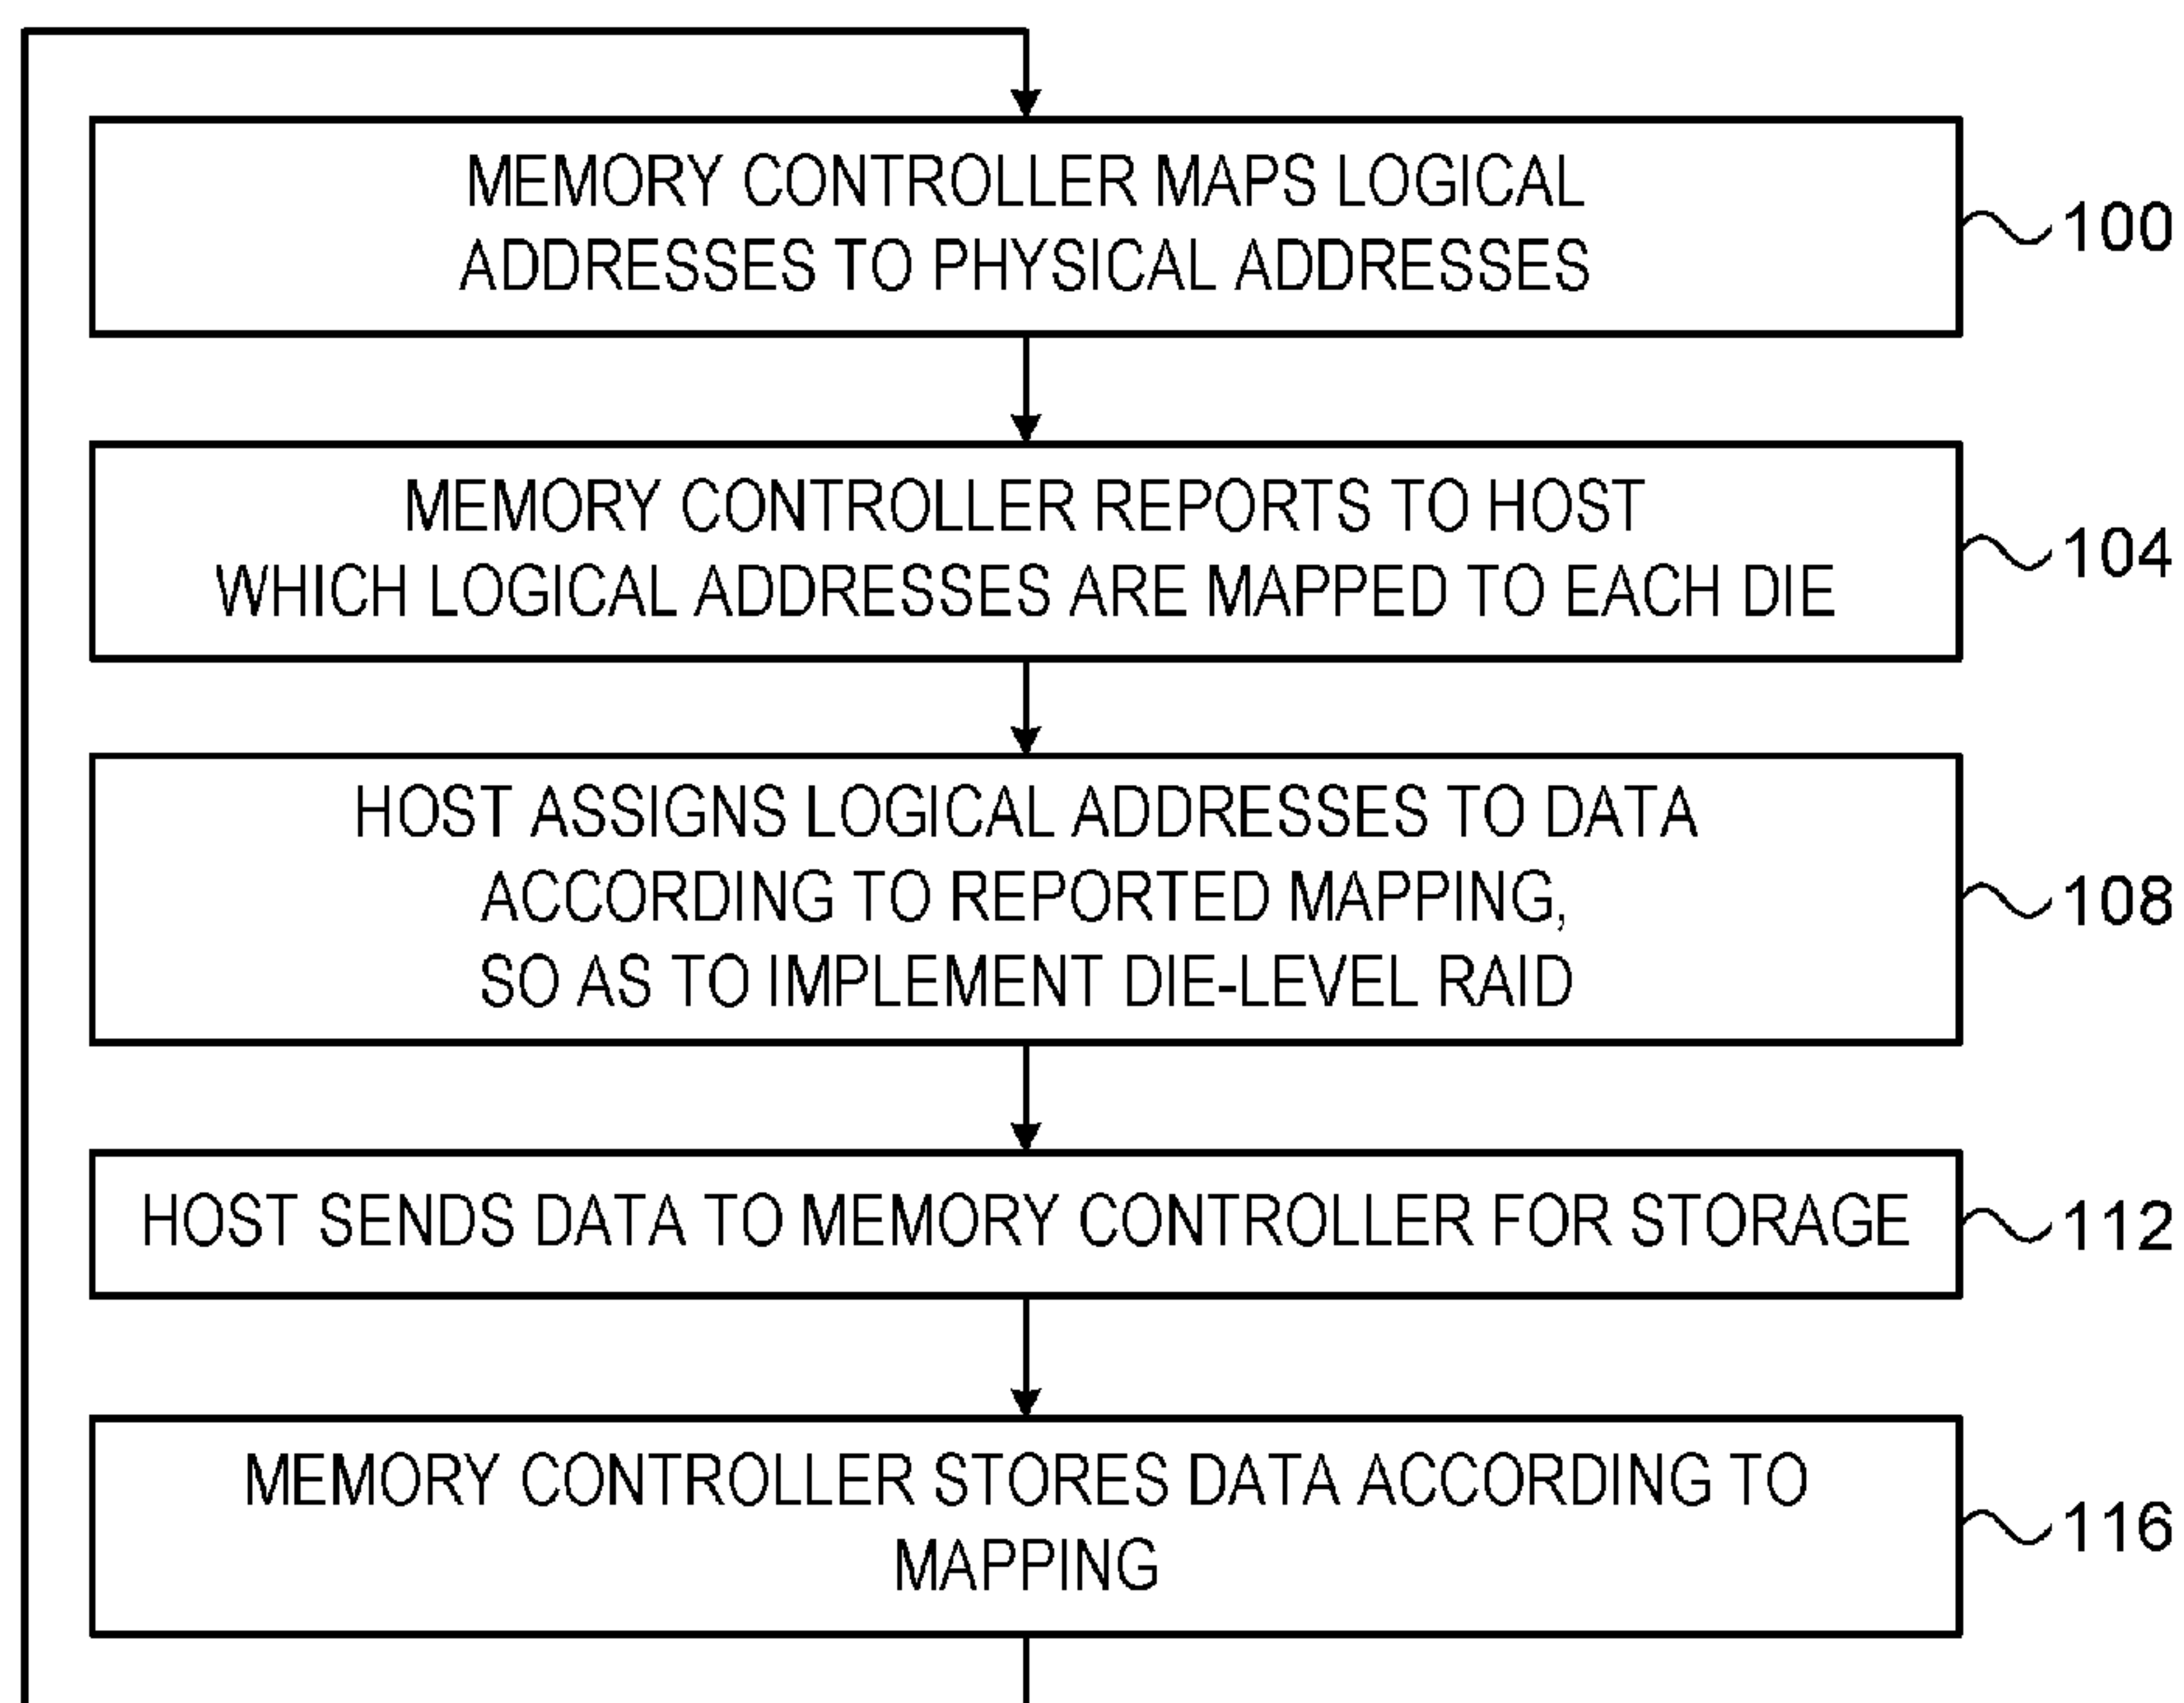 MEMORY CONTROLLER MAPS LOGICAL
ADDRESSES TO PHYSICAL ADDRESSES
100
MEMORY CONTROLLER REPORTS TO HOST
WHICH LOGICAL ADDRESSES ARE MAPPED TO EACH DIE
104
HOST ASSIGNS LOGICAL ADDRESSES TO DATA
ACCORDING TO REPORTED MAPPING,
SO AS TO IMPLEMENT DIE-LEVEL RAID
108
HOST SENDS DATA TO MEMORY CONTROLLER FOR STORAGE
112
MEMORY CONTROLLER STORES DATA ACCORDING TO
MAPPING
116